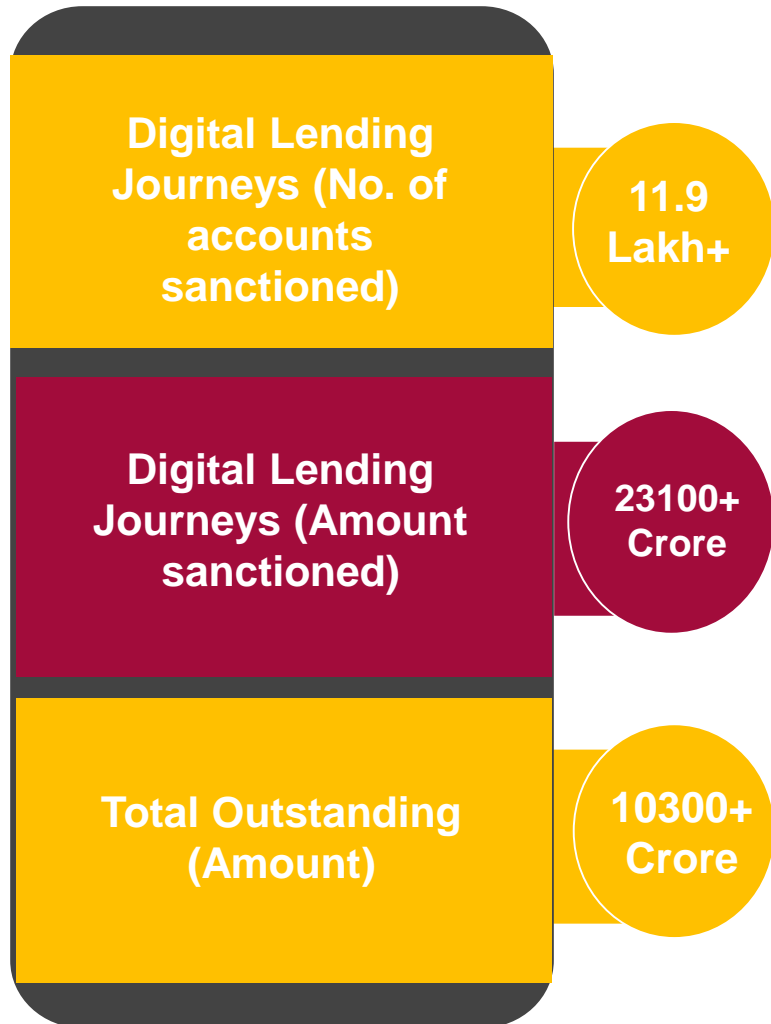 Digital Lending
Journeys (No. of
accounts
sanctioned)
11.9
Lakh+
Digital Lending
Journeys (Amount
sanctioned)
23100+
Crore
Total Outstanding
(Amount)
10300+
Crore